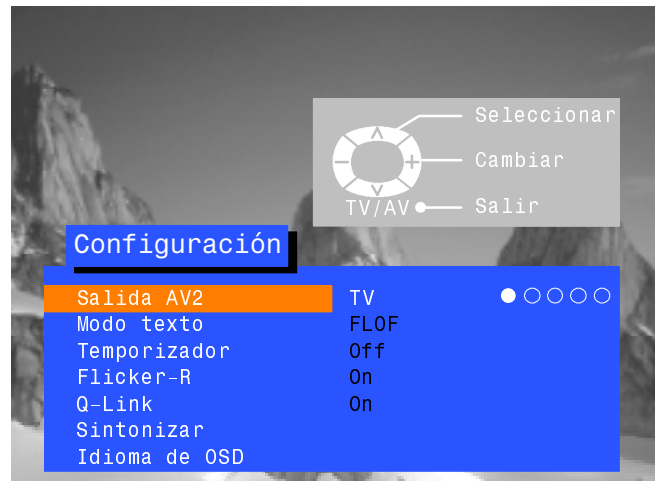 Seleccionar
Cambiar
TV/AV Salir
Configuración
Salida AV2 TV
Modo texto FLOF
Temporizador Off
Flicker-R On
Q-Link On
Sintonizar
Idioma de OSD